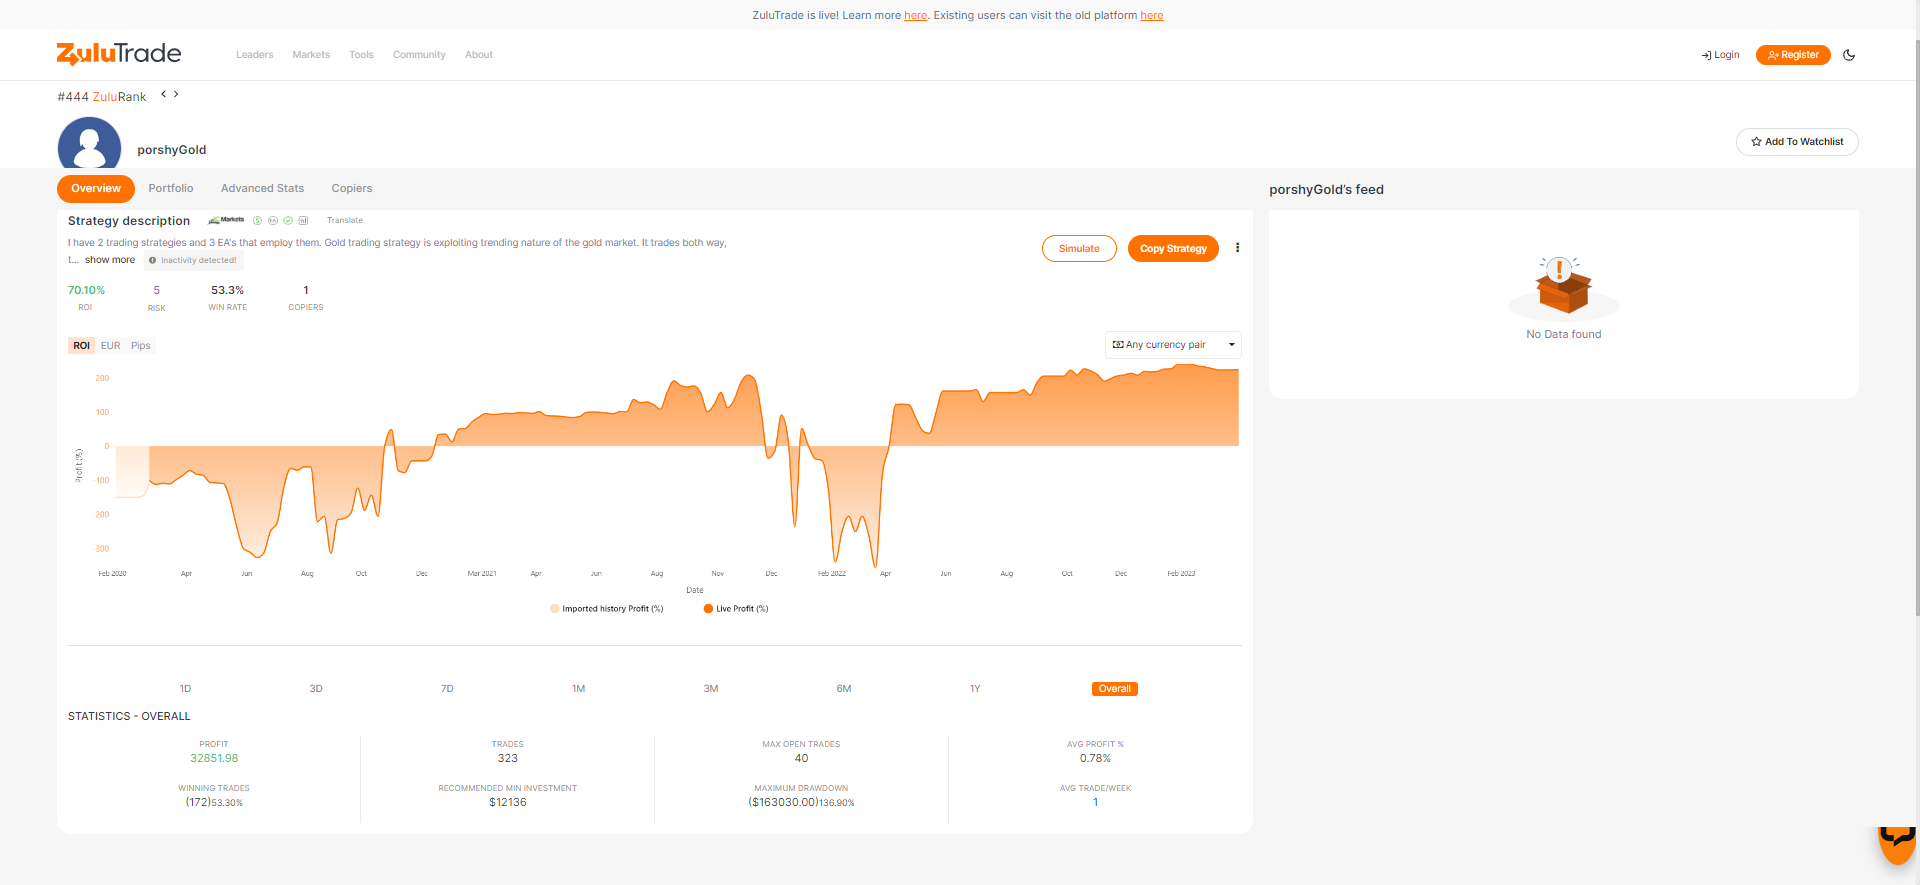 ZuluTrade is live! Learn more here. Existing users can visit the old platform here
ZuluTrade
Leaders Markets Tools Community About
Login
Register
#444 ZuluRank
porshyGold
Add To Watchlist
Overview Portfolio Advanced Stats Copiers
porshyGold's feed
Strategy description
Markets
Translate
I have 2 trading strategies and 3 EA's that employ them. Gold trading strategy is exploiting trending nature of the gold market. It trades both way,
t... show more
Inactivity detected!
Simulate
Copy Strategy
70.10% 5 53.3% 1
ROI RISK WIN RATE COPIERS
No Data found
ROI EUR Pips
Any currency pair
200
100
0
-100
200
300
Profit (%)
Feb 2020 Apr Jun Aug Oct Dec Mar 2021 Apr Jun Aug Nov Dec Feb 2022 Apr Jun Aug Oct Dec Feb 2023
Date
Imported history Profit (%) Live Profit (%)
1D 3D 7D 1M 3M 6M 1Y Overall
STATISTICS - OVERALL
PROFIT TRADES MAX OPEN TRADES AVG PROFIT %
32851.98 323 40 0.78%
WINNING TRADES RECOMMENDED MIN INVESTMENT MAXIMUM DRAWDOWN AVG TRADE/WEEK
(172)53.30% $12136 ($163030.00)136.90% 1